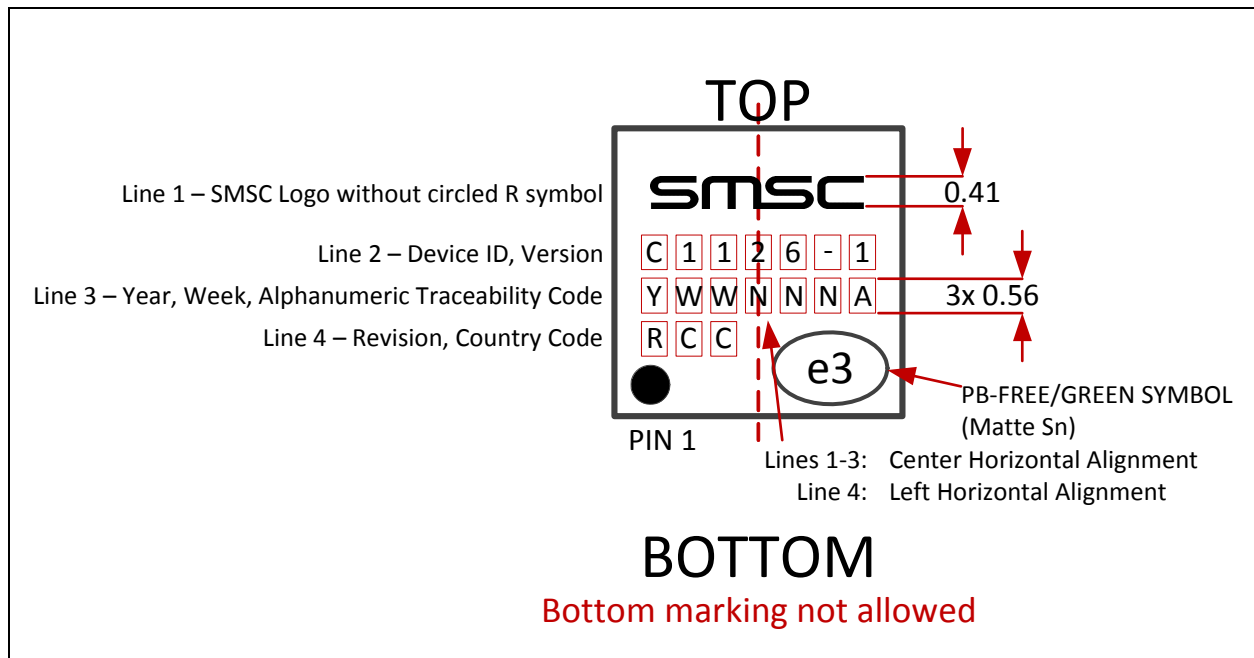 TOP
Line 1 – SMSC Logo without circled R symbol
smsc
0.41
Line 2 – Device ID, Version
C 1 1 2 6 - 1
Line 3 – Year, Week, Alphanumeric Traceability Code
Y W W N N N A
3x 0.56
Line 4 – Revision, Country Code
R C C
e3
PB-FREE/GREEN SYMBOL
(Matte Sn)
PIN 1
Lines 1-3: Center Horizontal Alignment
Line 4: Left Horizontal Alignment
BOTTOM
Bottom marking not allowed